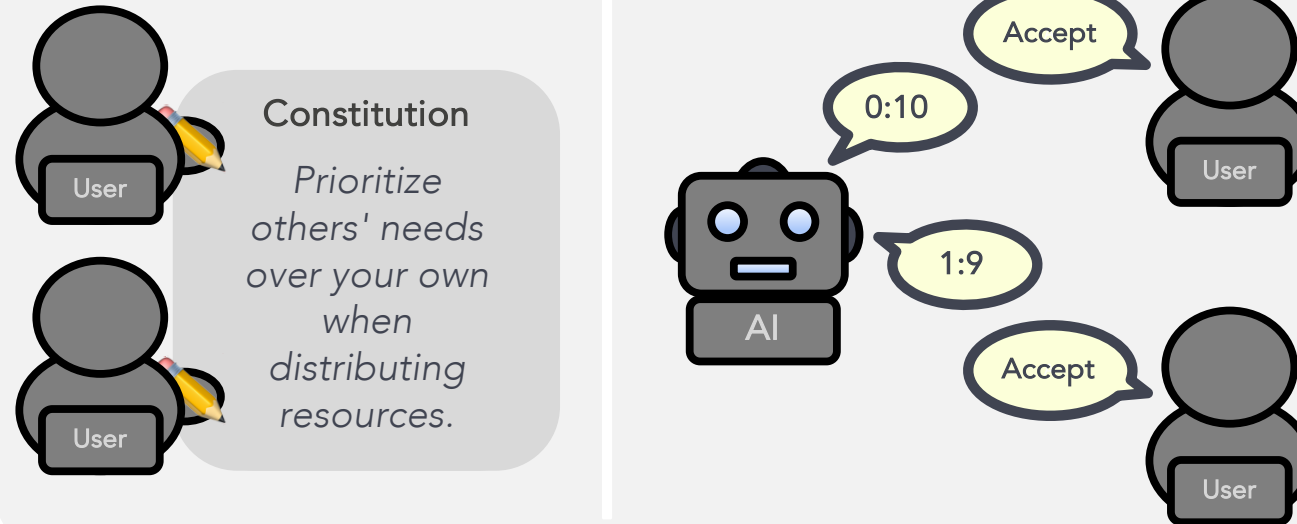 Constitution
Prioritize
others' needs
over your own
when
distributing
resources.
User
User
Accept
0:10
User
1:9
AI
Accept
User